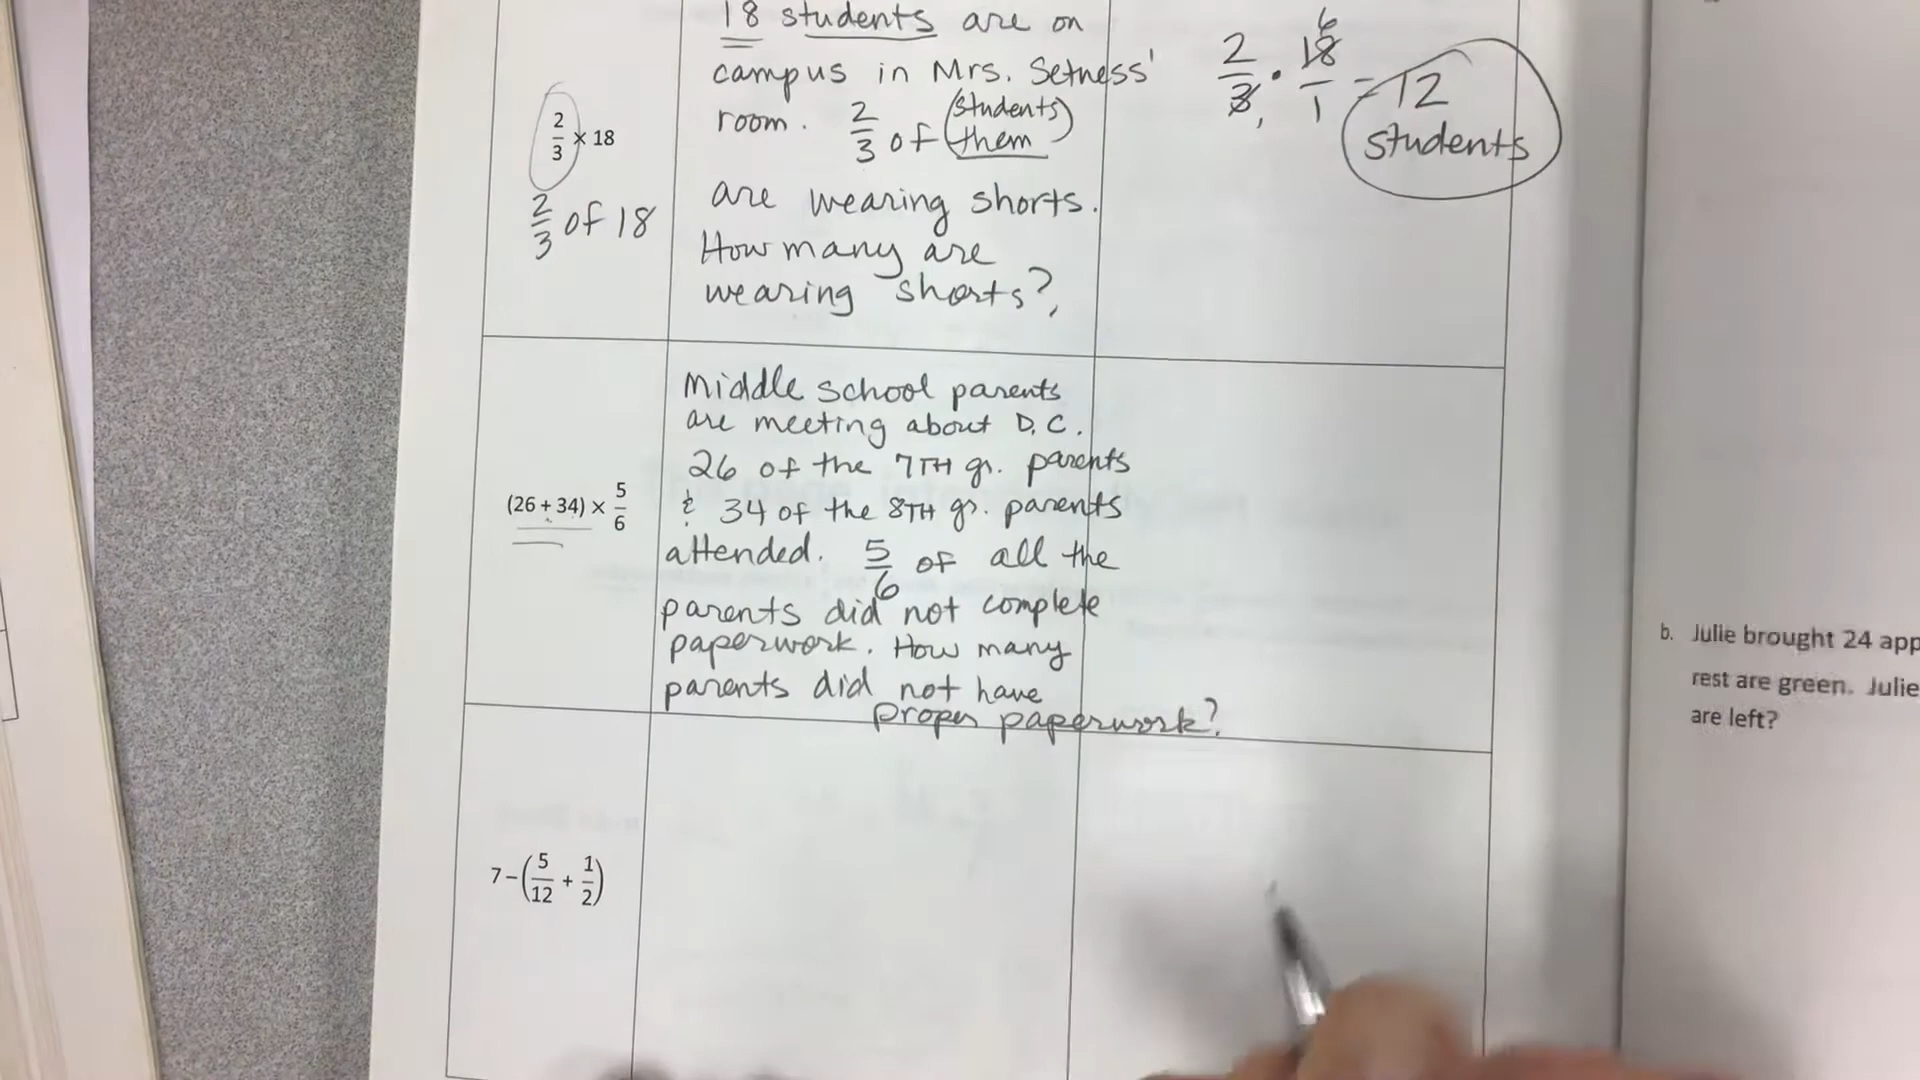 2/3 × 18
2/3 of 18
18 students are on
campus in Mrs. Setness'
room. 2/3 of (students)
them
are wearing shorts.
How many are
wearing shorts?
2/3 · 18/1 = 12
6
1
students
(26 + 34) × 5/6
Middle school parents
are meeting about D.C.
26 of the 7TH gr. parents
& 34 of the 8TH gr. parents
attended. 5/6 of all the
parents did not complete
paperwork. How many
parents did not have
proper paperwork?
7 – (5/12 + 1/2)
b. Julie brought 24 app
rest are green. Julie
are left?